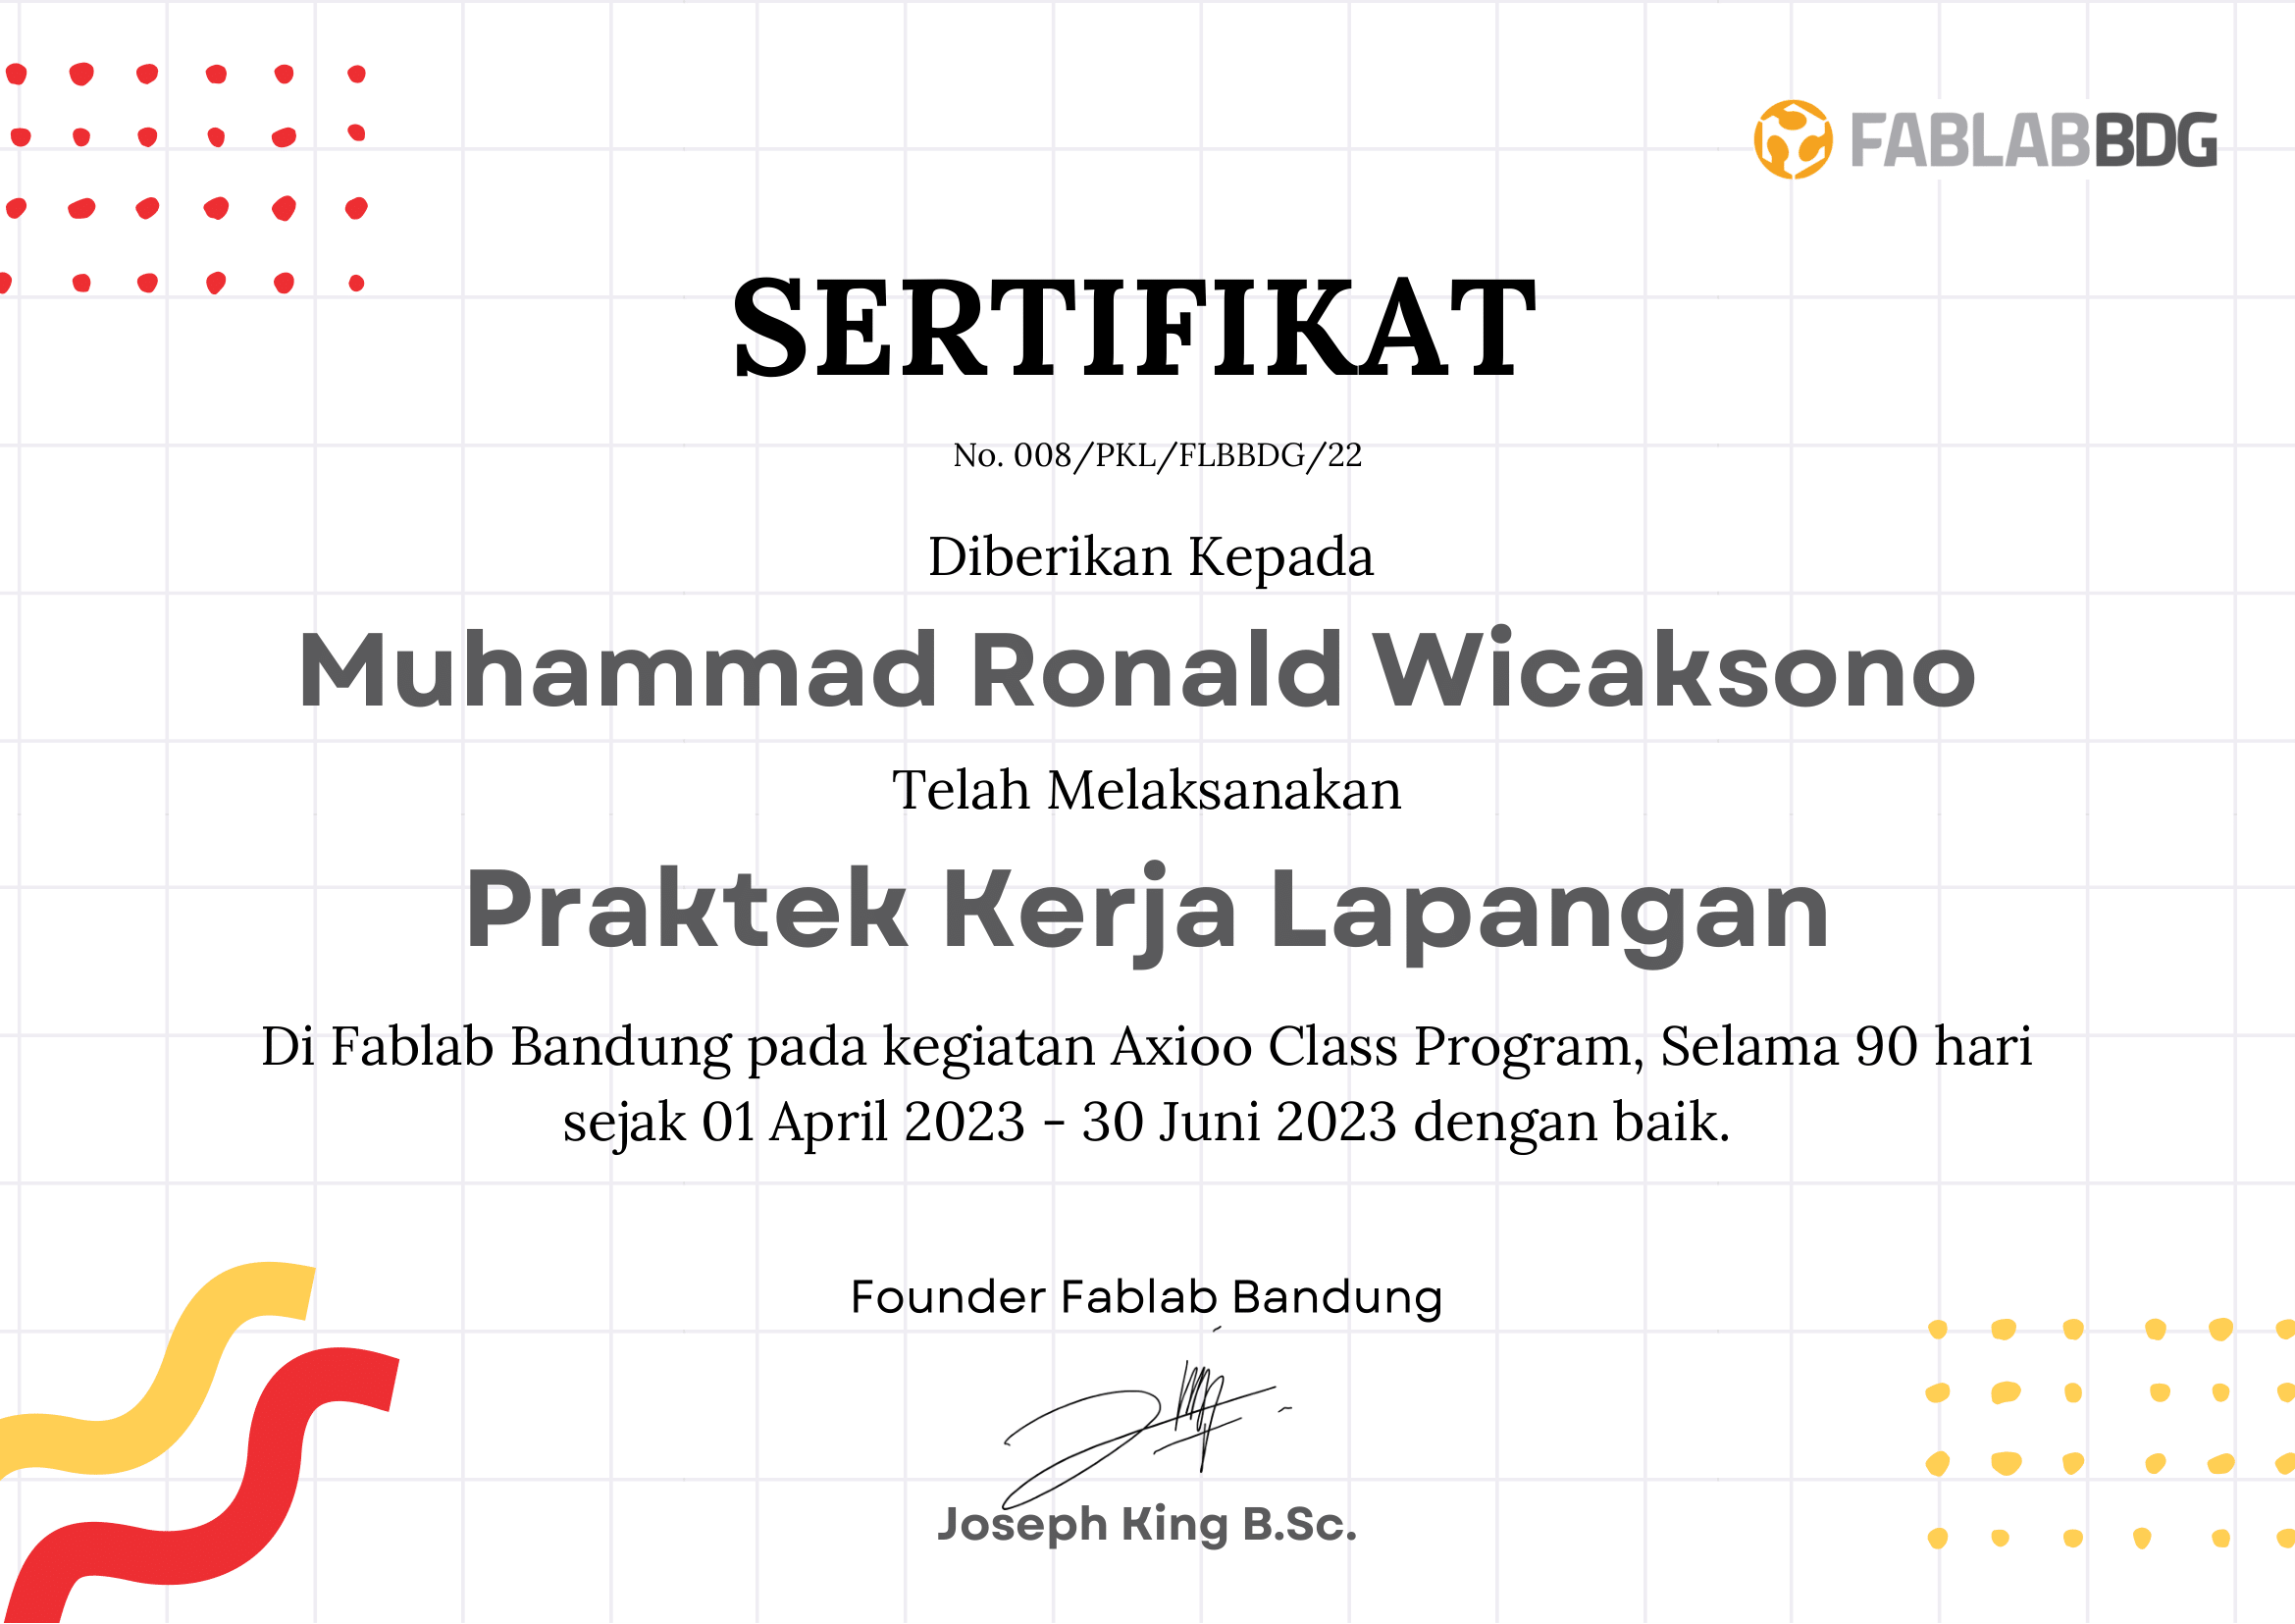 FABLABBDG
SERTIFIKAT
No. 008/PKL/FLBBDG/22
Diberikan Kepada
Muhammad Ronald Wicaksono
Telah Melaksanakan
Praktek Kerja Lapangan
Di Fablab Bandung pada kegiatan Axioo Class Program, Selama 90 hari
sejak 01 April 2023 - 30 Juni 2023 dengan baik.
Founder Fablab Bandung
Joseph King B.Sc.